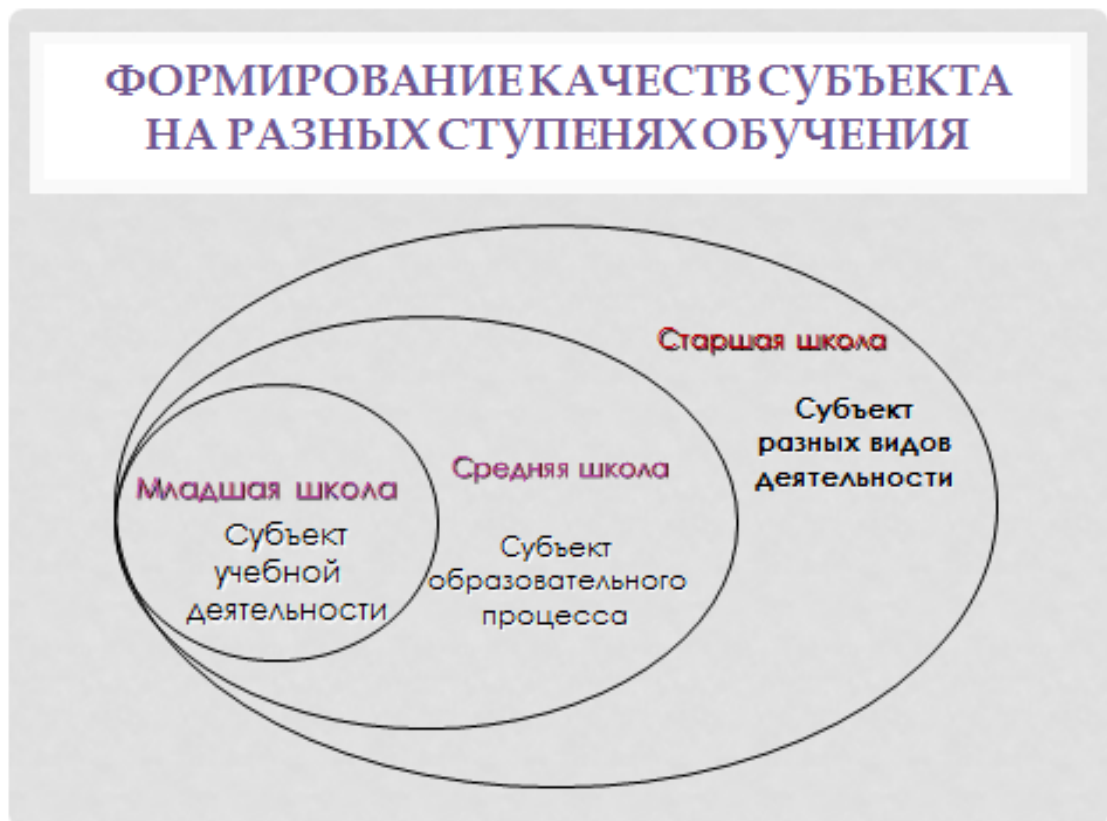 ФОРМИРОВАНИЕ КАЧЕСТВ СУБЪЕКТА
НА РАЗНЫХ СТУПЕНЯХ ОБУЧЕНИЯ
Младшая школа
Субъект
учебной
деятельности
Средняя школа
Субъект
образовательного
процесса
Старшая школа
Субъект
разных видов
деятельности